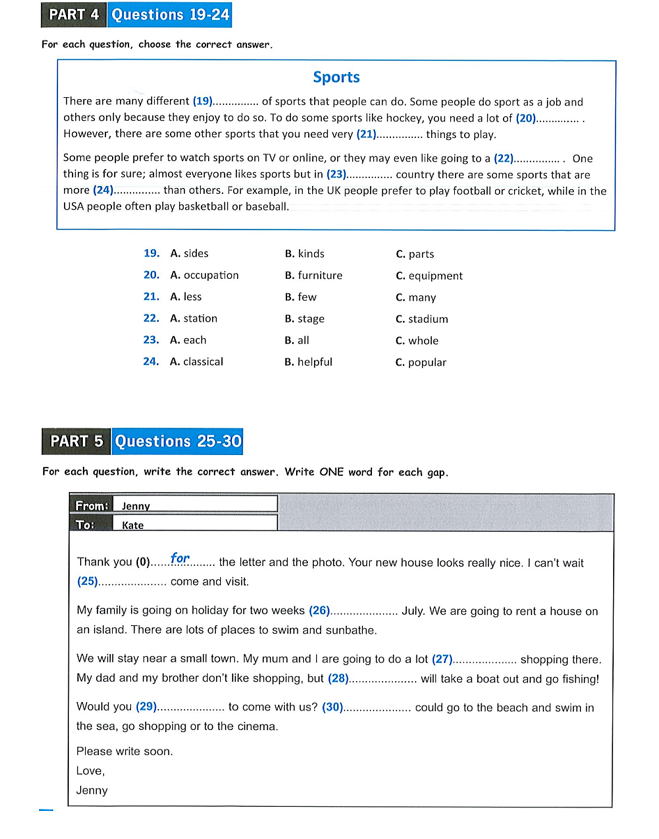 PART 4 Questions 19-24
For each question, choose the correct answer.
Sports
There are many different (19)............... of sports that people can do. Some people do sport as a job and
others only because they enjoy to do so. To do some sports like hockey, you need a lot of (20).............. .
However, there are some other sports that you need very (21)............... things to play.
Some people prefer to watch sports on TV or online, or they may even like going to a (22)............... . One
thing is for sure; almost everyone likes sports but in (23)............... country there are some sports that are
more (24)............... than others. For example, in the UK people prefer to play football or cricket, while in the
USA people often play basketball or baseball.
19. A. sides B. kinds C. parts
20. A. occupation B. furniture C. equipment
21. A. less B. few C. many
22. A. station B. stage C. stadium
23. A. each B. all C. whole
24. A. classical B. helpful C. popular
PART 5 Questions 25-30
For each question, write the correct answer. Write ONE word for each gap.
From: Jenny
To: Kate
Thank you (0).....for........ the letter and the photo. Your new house looks really nice. I can't wait
(25)..................... come and visit.
My family is going on holiday for two weeks (26)..................... July. We are going to rent a house on
an island. There are lots of places to swim and sunbathe.
We will stay near a small town. My mum and I are going to do a lot (27).................... shopping there.
My dad and my brother don't like shopping, but (28)..................... will take a boat out and go fishing!
Would you (29)..................... to come with us? (30)..................... could go to the beach and swim in
the sea, go shopping or to the cinema.
Please write soon.
Love,
Jenny